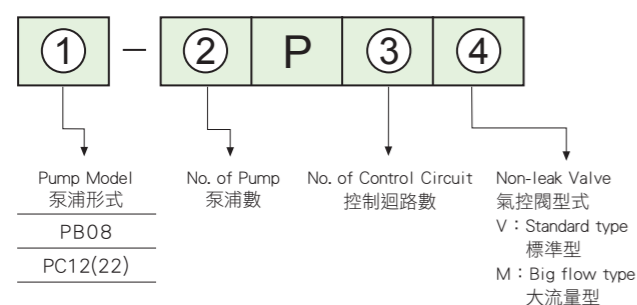 ① － ② P ③ ④
Pump Model
泵浦形式
PB08
PC12(22)
No. of Pump
泵浦數
No. of Control Circuit
控制迴路數
Non-leak Valve
氣控閥型式
V：Standard type
標準型
M：Big flow type
大流量型